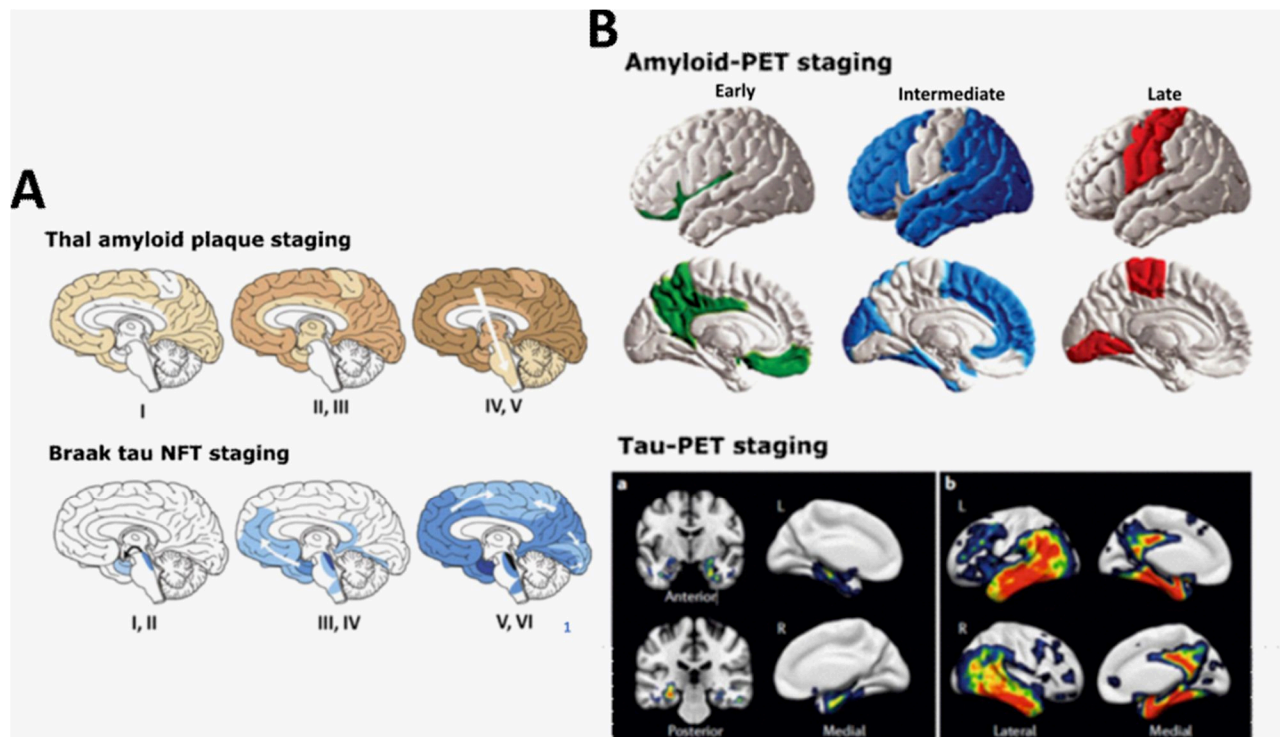 A
Thal amyloid plaque staging
I
II, III
IV, V
Braak tau NFT staging
I, II
III, IV
V, VI
1
B
Amyloid-PET staging
Early
Intermediate
Late
Tau-PET staging
a
L
Anterior
R
Posterior
Medial
b
L
R
Lateral
Medial